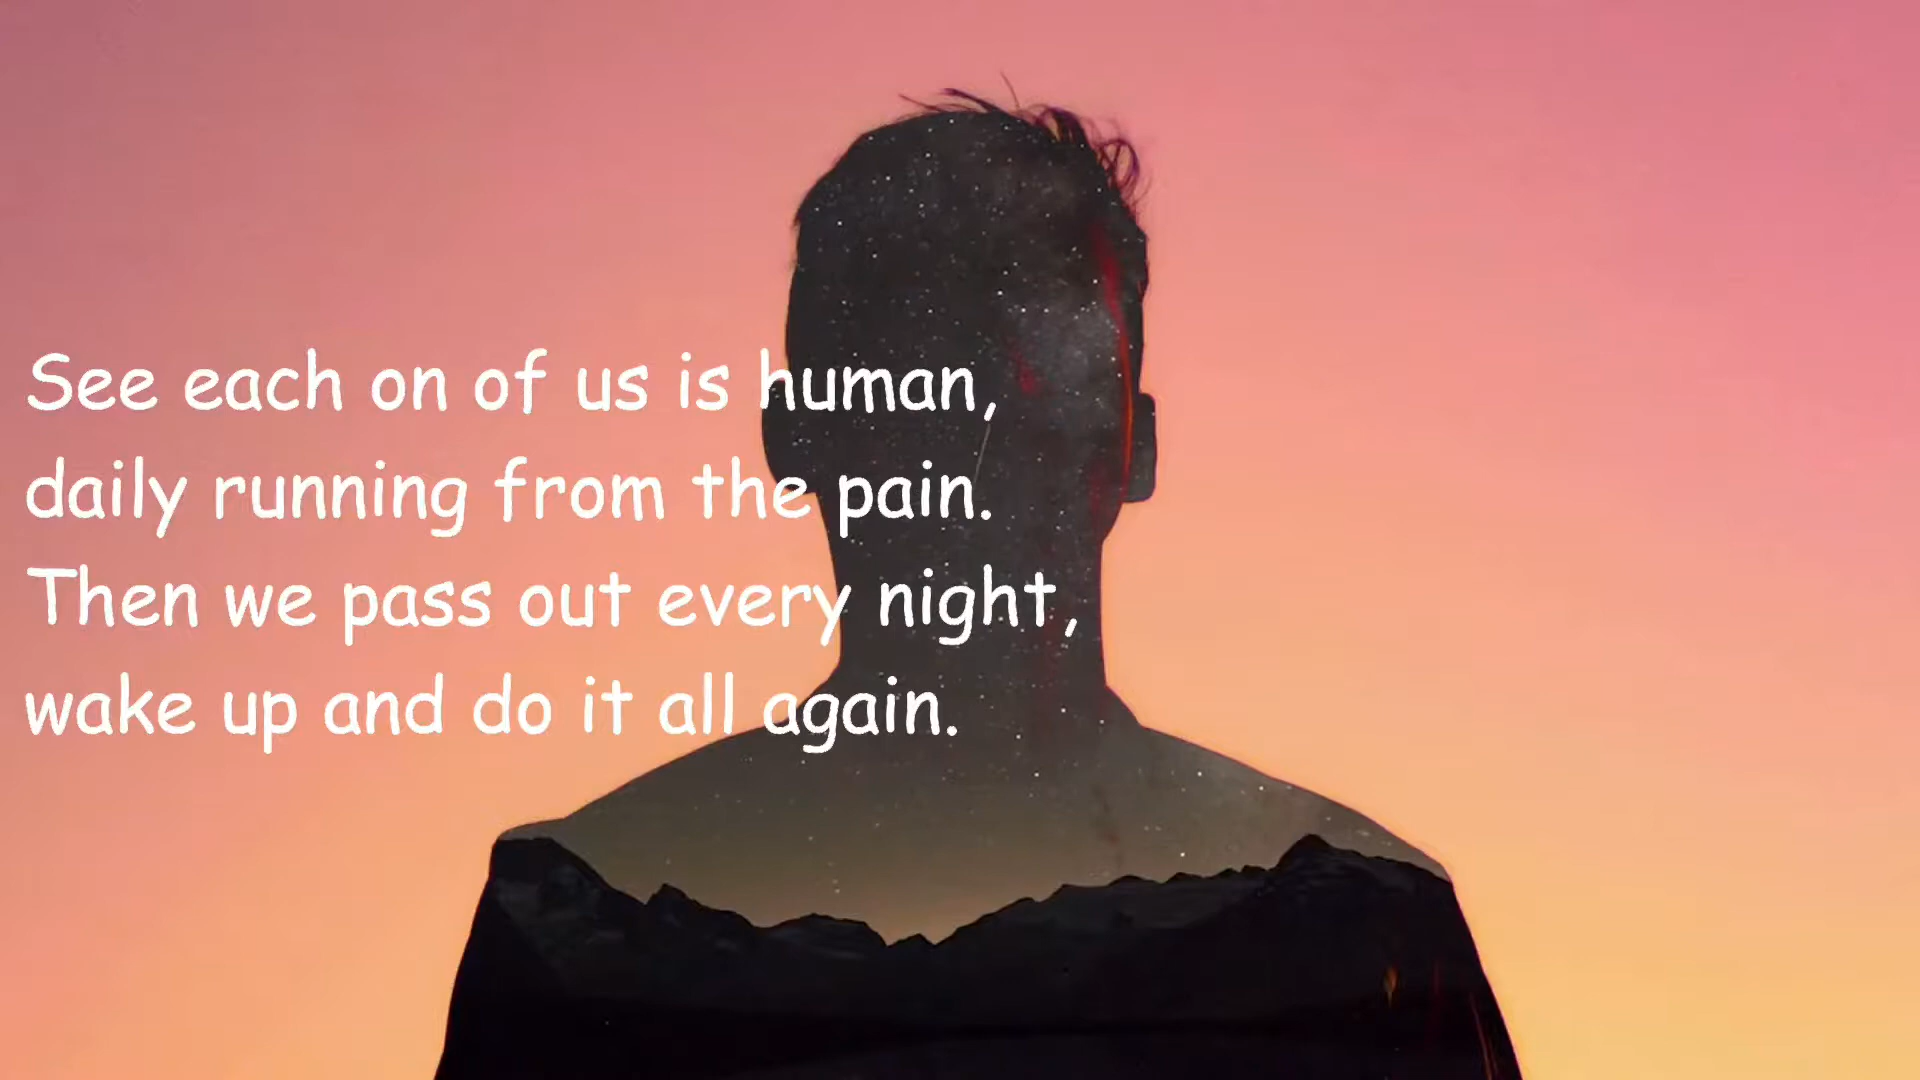 See each on of us is human,
daily running from the pain.
Then we pass out every night,
wake up and do it all again.